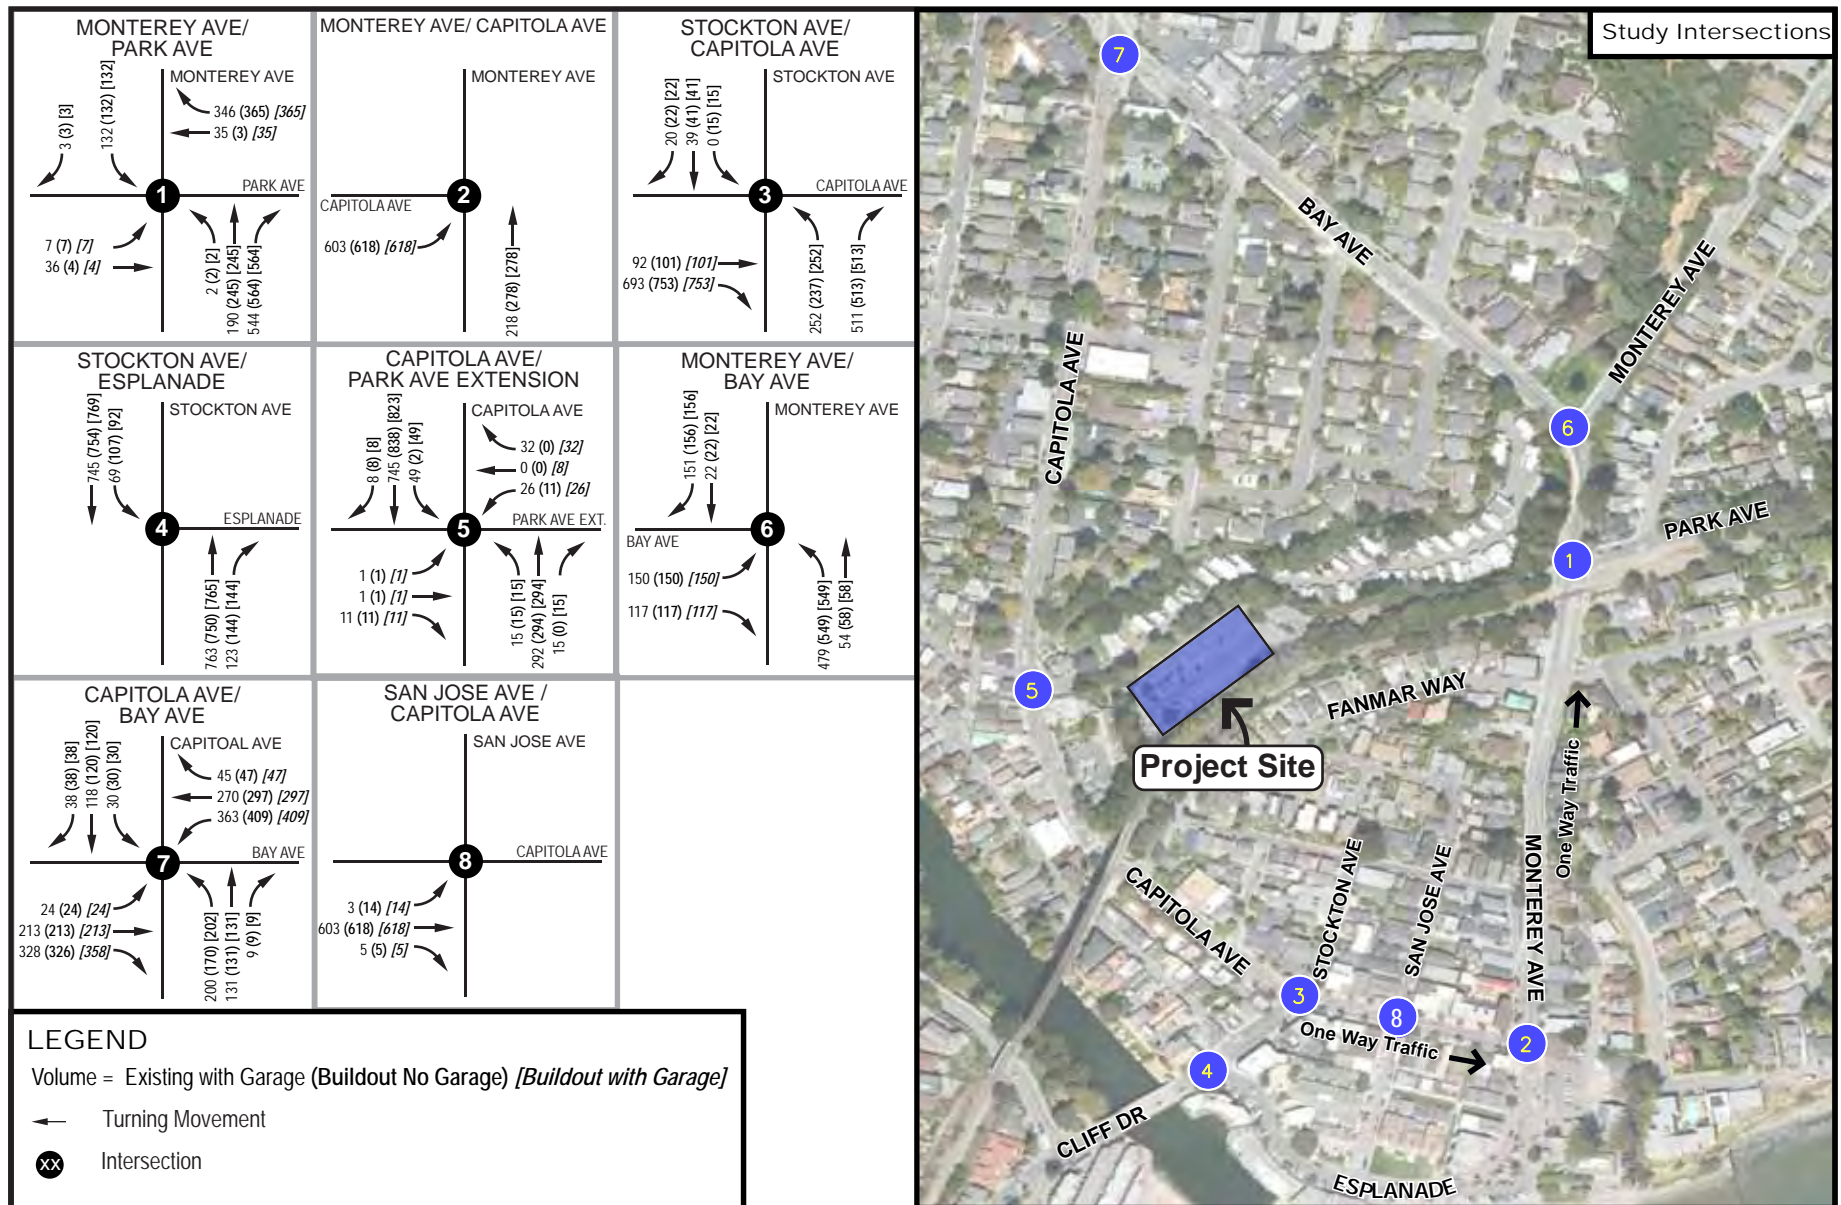 MONTEREY AVE/
PARK AVE
MONTEREY AVE
3 (3) [3]
132 (132) [132]
346 (365) [365]
35 (3) [35]
PARK AVE
1
7 (7) [7]
36 (4) [4]
2 (2) [2]
190 (245) [245]
544 (564) [564]
MONTEREY AVE/ CAPITOLA AVE
MONTEREY AVE
2
CAPITOLA AVE
603 (618) [618]
218 (278) [278]
STOCKTON AVE/
CAPITOLA AVE
STOCKTON AVE
20 (22) [22]
39 (41) [41]
0 (15) [15]
CAPITOLA AVE
3
92 (101) [101]
693 (753) [753]
252 (237) [252]
511 (513) [513]
STOCKTON AVE/
ESPLANADE
STOCKTON AVE
745 (754) [769]
69 (107) [92]
ESPLANADE
4
763 (750) [765]
123 (144) [144]
CAPITOLA AVE/
PARK AVE EXTENSION
CAPITOLA AVE
8 (8) [8]
745 (838) [823]
49 (2) [49]
32 (0) [32]
0 (0) [8]
26 (11) [26]
PARK AVE EXT.
5
1 (1) [1]
1 (1) [1]
11 (11) [11]
15 (15) [15]
292 (294) [294]
15 (0) [15]
MONTEREY AVE/
BAY AVE
MONTEREY AVE
151 (156) [156]
22 (22) [22]
6
BAY AVE
150 (150) [150]
117 (117) [117]
479 (549) [549]
54 (58) [58]
CAPITOLA AVE/
BAY AVE
CAPITOAL AVE
38 (38) [38]
118 (120) [120]
30 (30) [30]
45 (47) [47]
270 (297) [297]
363 (409) [409]
BAY AVE
7
24 (24) [24]
213 (213) [213]
328 (326) [358]
200 (170) [202]
131 (131) [131]
9 (9) [9]
SAN JOSE AVE /
CAPITOLA AVE
SAN JOSE AVE
CAPITOLA AVE
8
3 (14) [14]
603 (618) [618]
5 (5) [5]
LEGEND
Volume = Existing with Garage (Buildout No Garage) [Buildout with Garage]
Turning Movement
XX Intersection
Study Intersections
7
BAY AVE
MONTEREY AVE
CAPITOLA AVE
6
PARK AVE
1
5
FANMAR WAY
Project Site
One Way Traffic
MONTEREY AVE
CAPITOLA AVE
STOCKTON AVE
SAN JOSE AVE
3
8
One Way Traffic
2
4
CLIFF DR
ESPLANADE